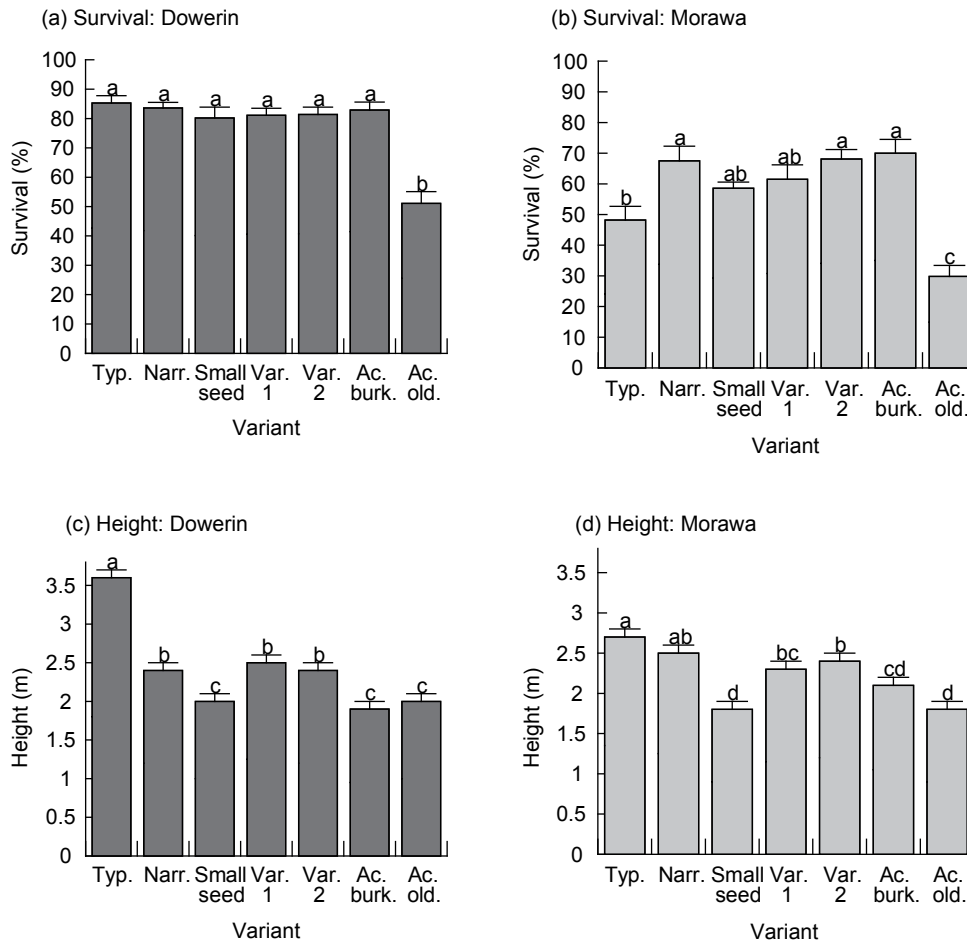 (a) Survival: Dowerin
100
90
80
70
60
50
40
30
20
10
0
Survival (%)
a
a
a
a
a
a
b
Typ. Narr. Small seed Var. 1 Var. 2 Ac. burk. Ac. old.
Variant
(b) Survival: Morawa
100
90
80
70
60
50
40
30
20
10
0
Survival (%)
b
a
ab
ab
a
a
c
Typ. Narr. Small seed Var. 1 Var. 2 Ac. burk. Ac. old.
Variant
(c) Height: Dowerin
3.5
3
2.5
2
1.5
1
0.5
0
Height (m)
a
b
c
b
b
c
c
Typ. Narr. Small seed Var. 1 Var. 2 Ac. burk. Ac. old.
Variant
(d) Height: Morawa
3.5
3
2.5
2
1.5
1
0.5
0
Height (m)
a
ab
d
bc
b
cd
d
Typ. Narr. Small seed Var. 1 Var. 2 Ac. burk. Ac. old.
Variant